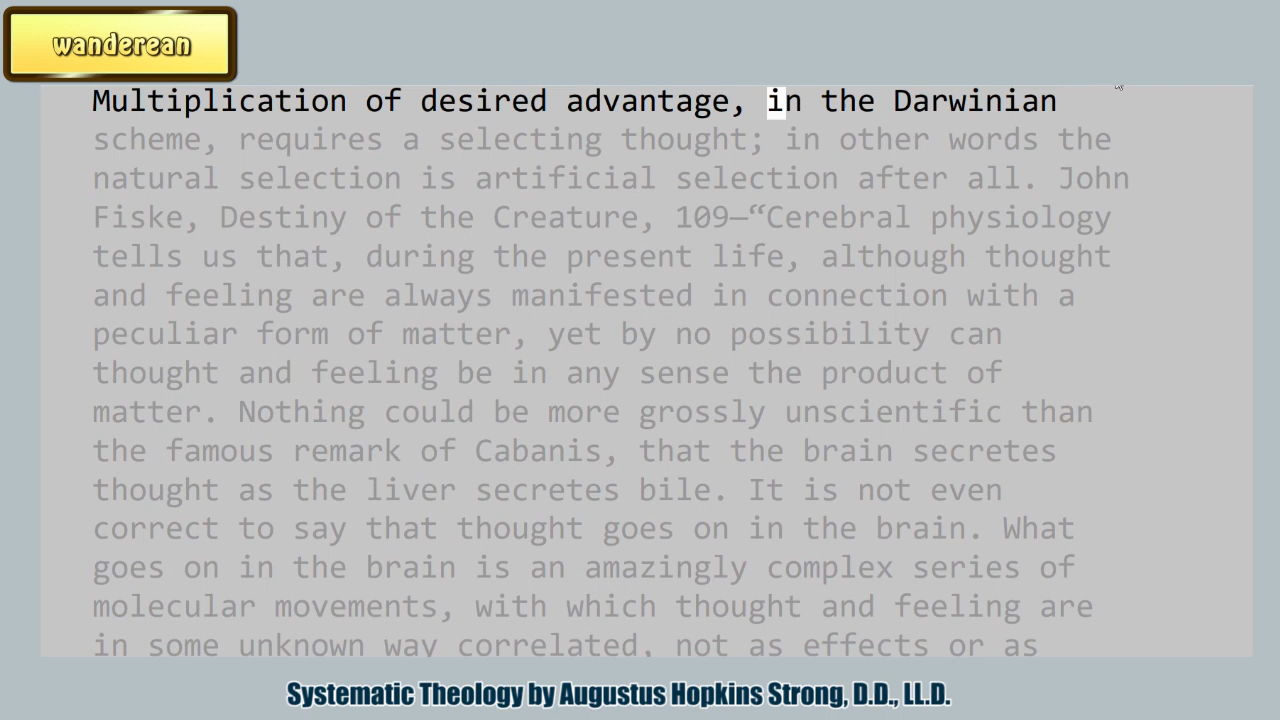 wanderean
Multiplication of desired advantage, in the Darwinian
scheme, requires a selecting thought; in other words the
natural selection is artificial selection after all. John
Fiske, Destiny of the Creature, 109—“Cerebral physiology
tells us that, during the present life, although thought
and feeling are always manifested in connection with a
peculiar form of matter, yet by no possibility can
thought and feeling be in any sense the product of
matter. Nothing could be more grossly unscientific than
the famous remark of Cabanis, that the brain secretes
thought as the liver secretes bile. It is not even
correct to say that thought goes on in the brain. What
goes on in the brain is an amazingly complex series of
molecular movements, with which thought and feeling are
in some unknown way correlated, not as effects or as
Systematic Theology by Augustus Hopkins Strong, D.D., LL.D.